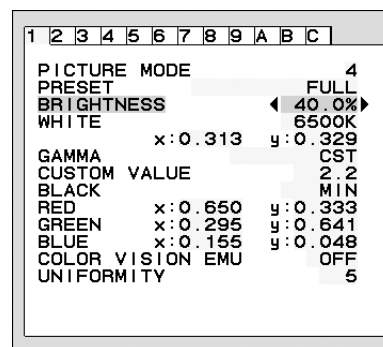 1 2 3 4 5 6 7 8 9 A B C
PICTURE MODE 4
PRESET FULL
BRIGHTNESS 40.0%
WHITE 6500K
x:0.313 y:0.329
GAMMA CST
CUSTOM VALUE 2.2
BLACK MIN
RED x:0.650 y:0.333
GREEN x:0.295 y:0.641
BLUE x:0.155 y:0.048
COLOR VISION EMU OFF
UNIFORMITY 5